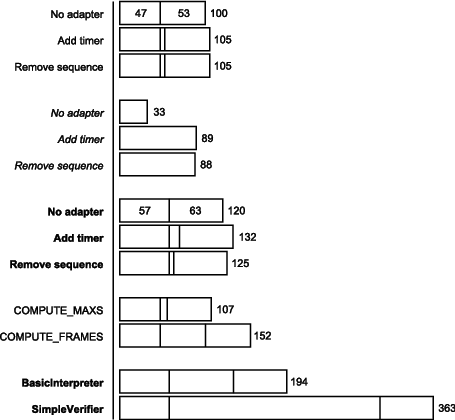 No adapter 47 53 100
Add timer 105
Remove sequence 105
No adapter 33
Add timer 89
Remove sequence 88
No adapter 57 63 120
Add timer 132
Remove sequence 125
COMPUTE_MAXS 107
COMPUTE_FRAMES 152
BasicInterpreter 194
SimpleVerifier 363